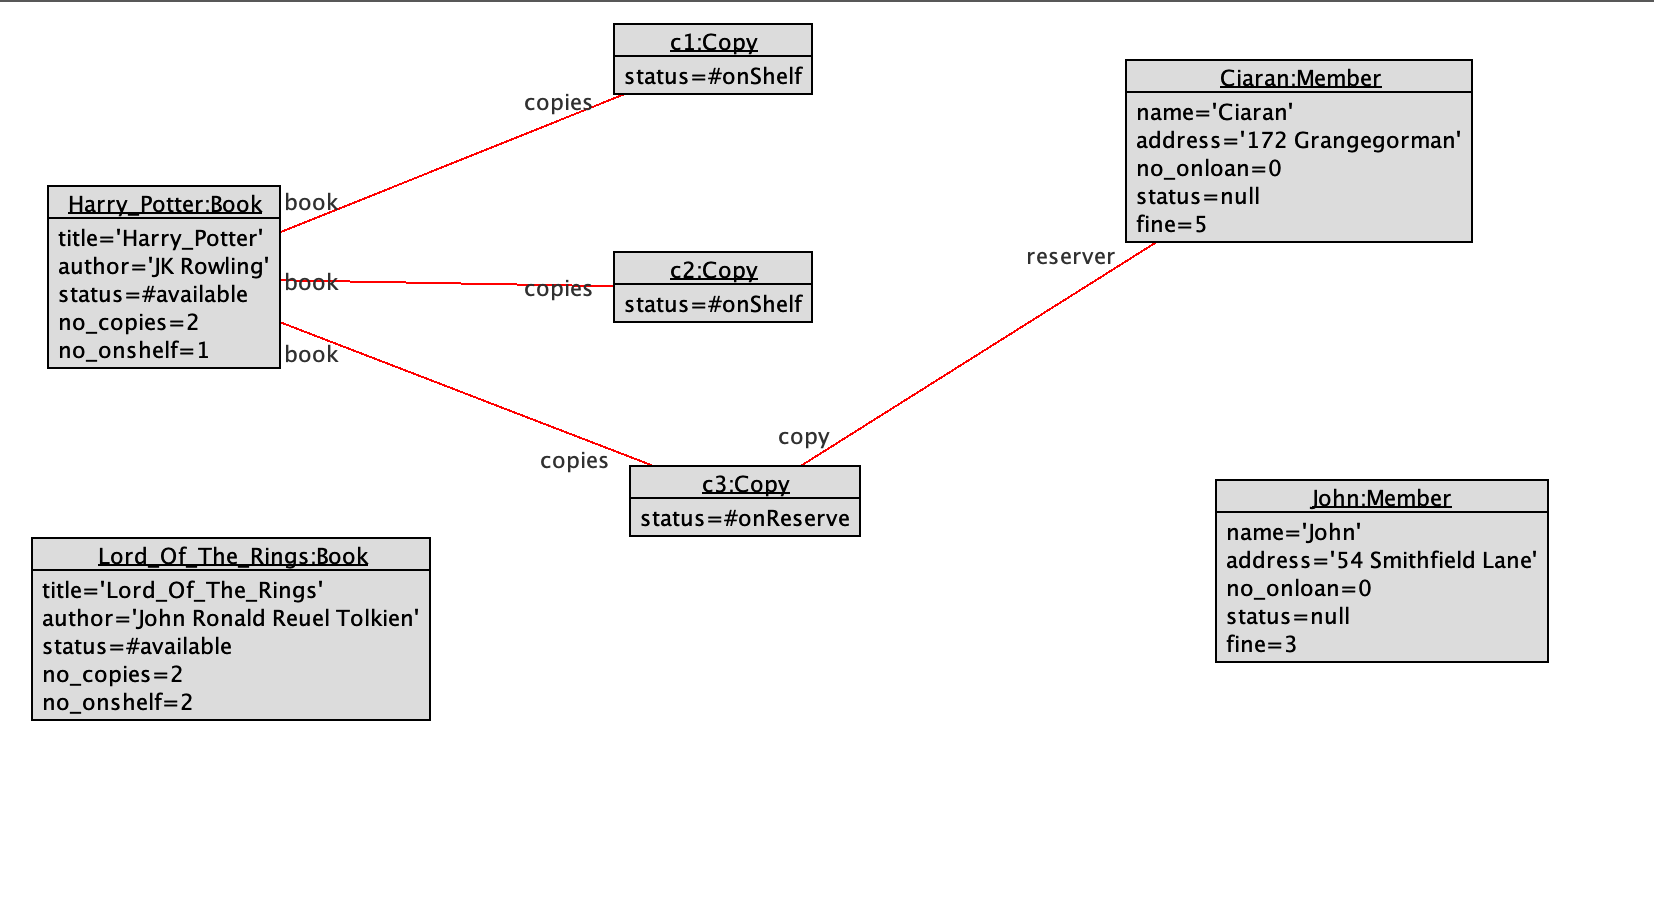 c1:Copy
status=#onShelf
copies
Ciaran:Member
name='Ciaran'
address='172 Grangegorman'
no_onloan=0
status=null
fine=5
reserver
Harry_Potter:Book
title='Harry_Potter'
author='JK Rowling'
status=#available
no_copies=2
no_onshelf=1
book
book
book
c2:Copy
status=#onShelf
copies
copy
copies
c3:Copy
status=#onReserve
John:Member
name='John'
address='54 Smithfield Lane'
no_onloan=0
status=null
fine=3
Lord_Of_The_Rings:Book
title='Lord_Of_The_Rings'
author='John Ronald Reuel Tolkien'
status=#available
no_copies=2
no_onshelf=2